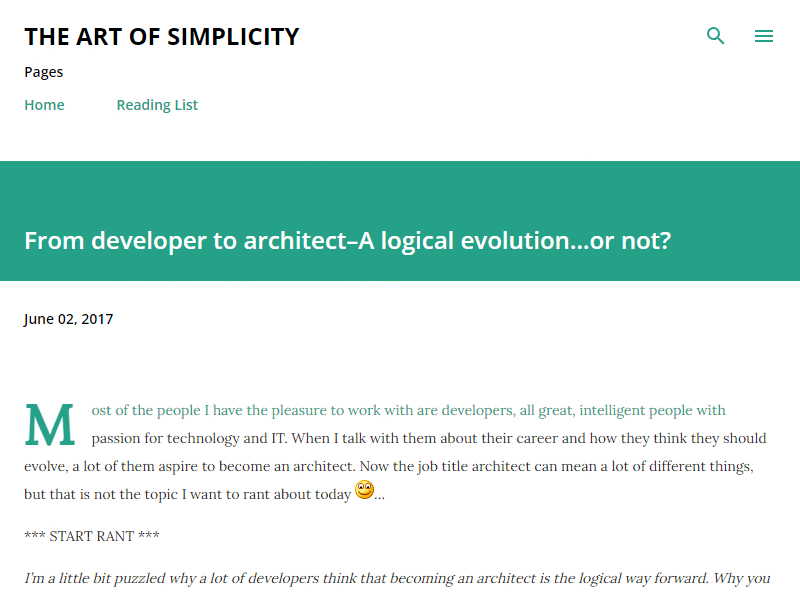 THE ART OF SIMPLICITY
Pages
Home Reading List
From developer to architect–A logical evolution...or not?
June 02, 2017
Most of the people I have the pleasure to work with are developers, all great, intelligent people with
passion for technology and IT. When I talk with them about their career and how they think they should
evolve, a lot of them aspire to become an architect. Now the job title architect can mean a lot of different things,
but that is not the topic I want to rant about today ...
*** START RANT ***
I'm a little bit puzzled why a lot of developers think that becoming an architect is the logical way forward. Why you